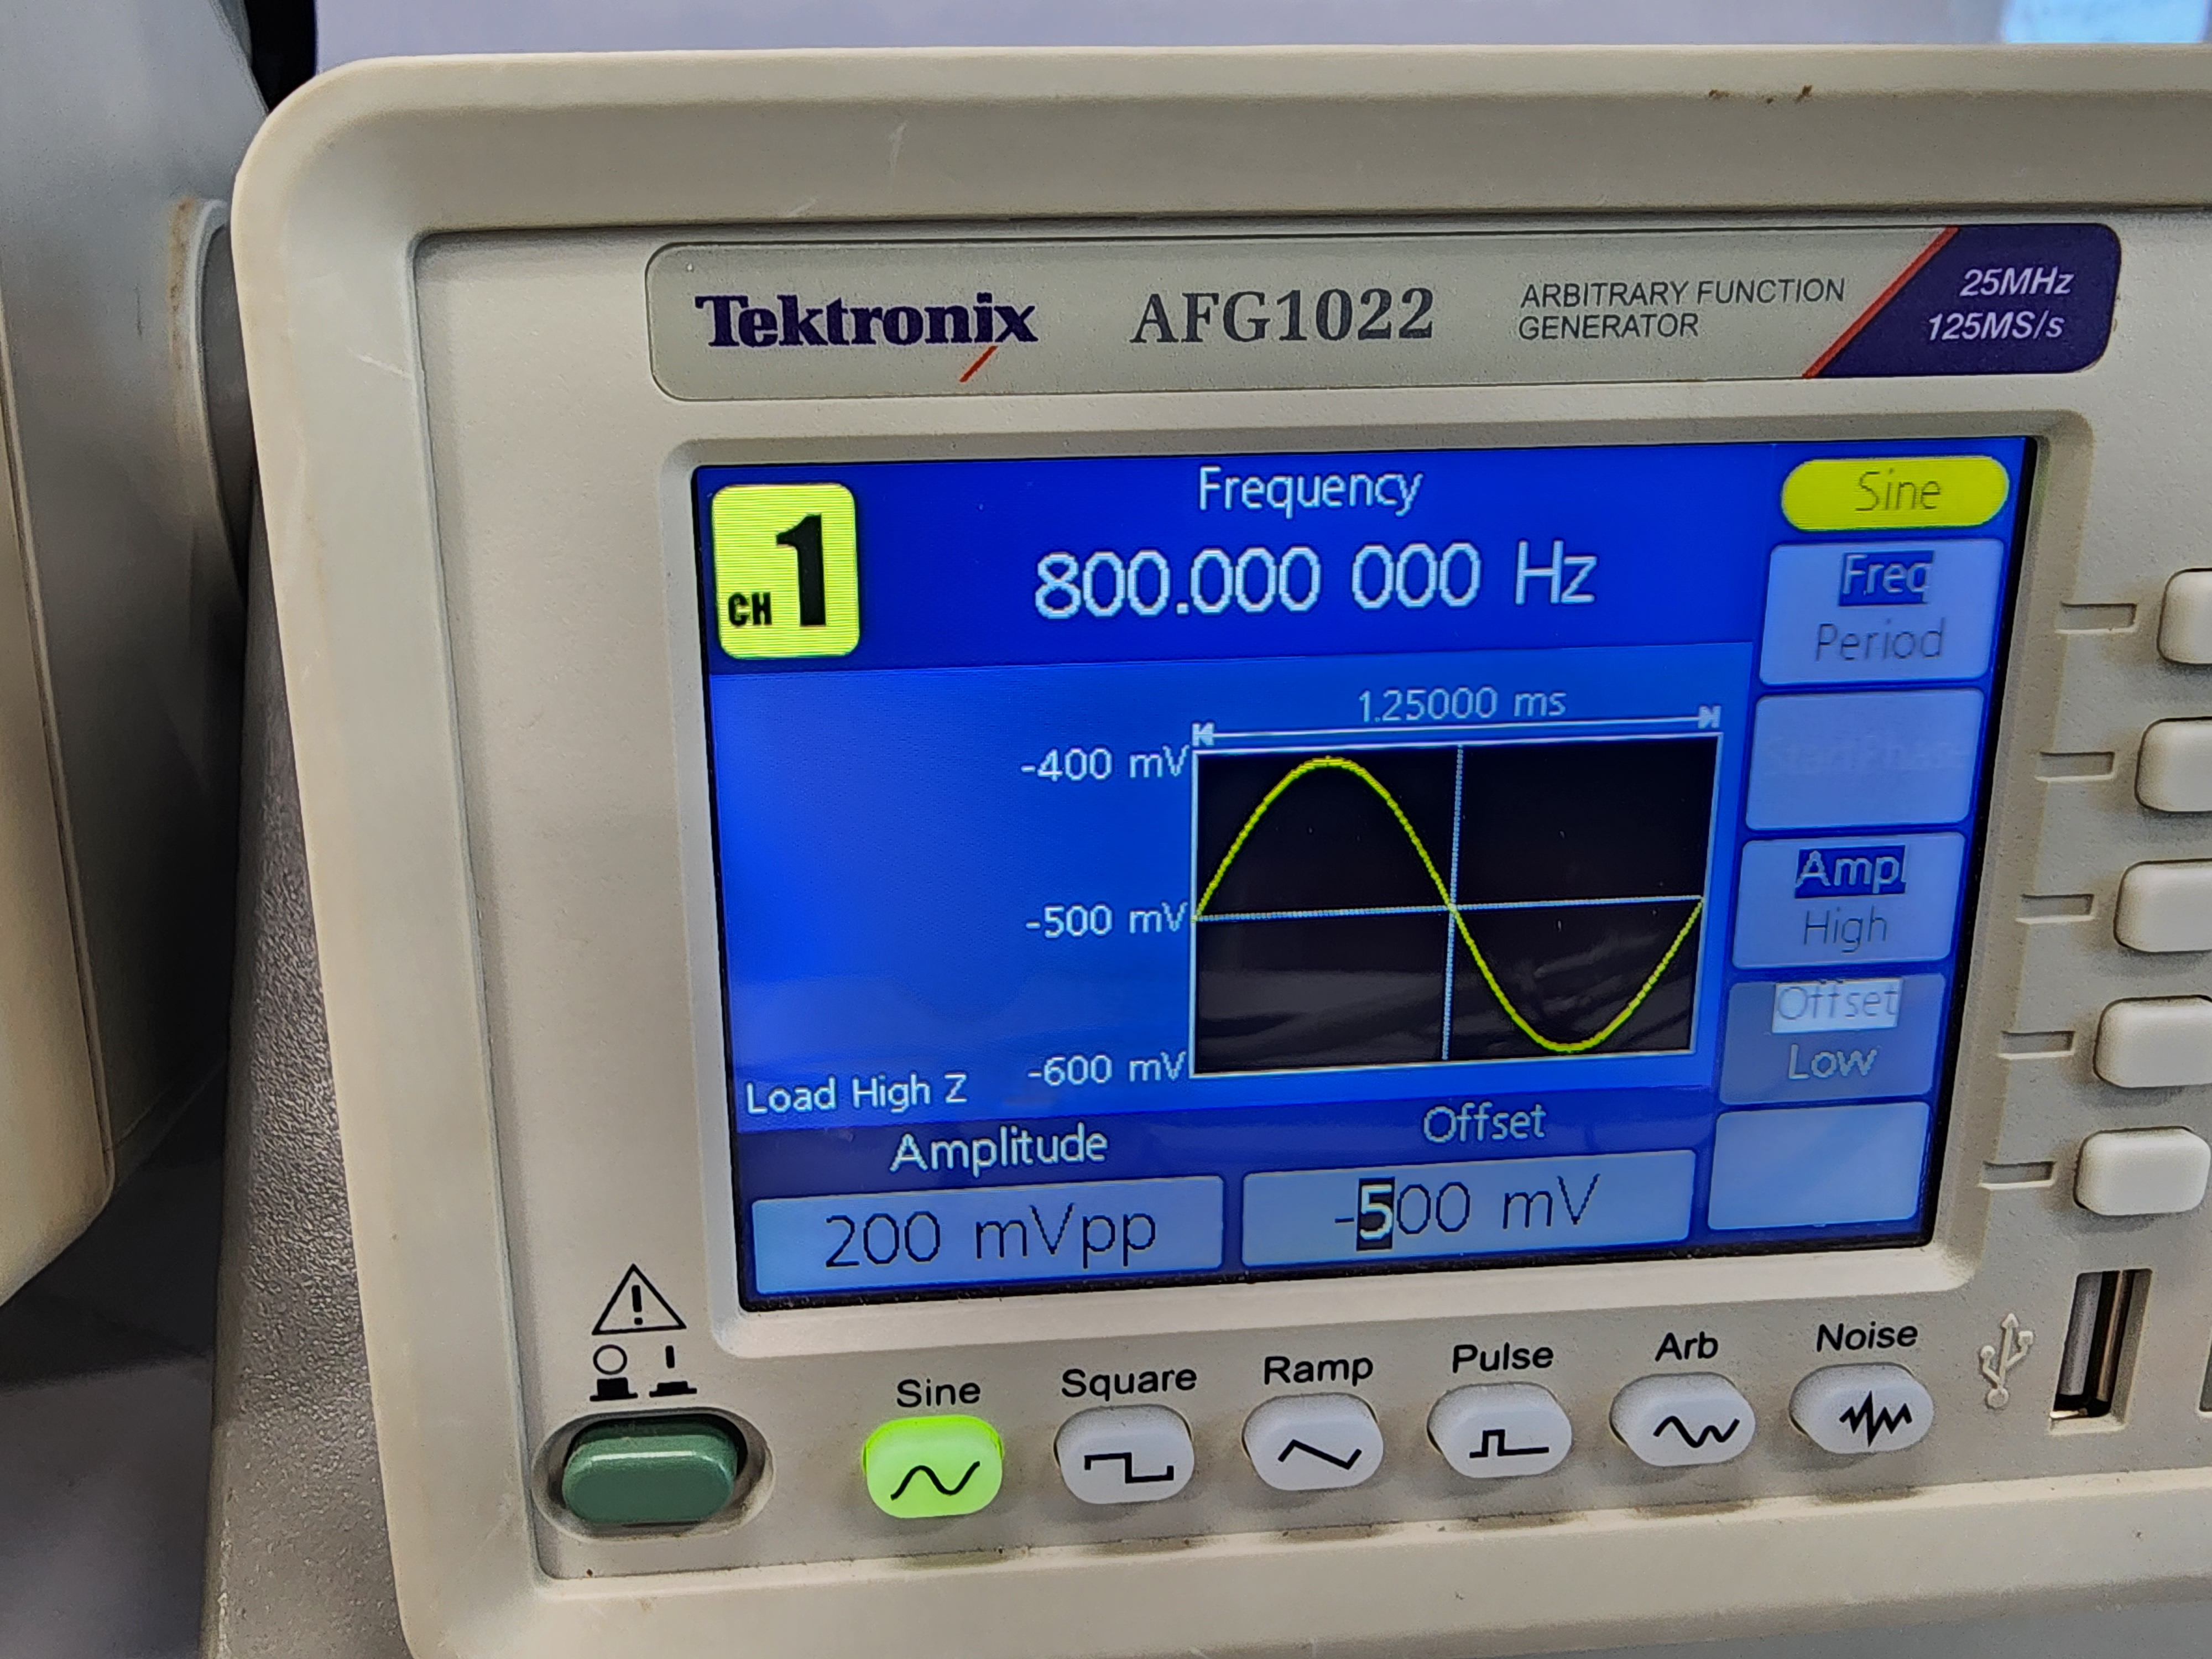 Tektronix AFG1022 ARBITRARY FUNCTION GENERATOR
25MHz
125MS/s
CH 1
Frequency
800.000 000 Hz
Sine
Freq
Period
1.25000 ms
-400 mV
-500 mV
-600 mV
Amp
High
Offset
Low
Load High Z
Amplitude
200 mVpp
Offset
-500 mV
Sine
Square
Ramp
Pulse
Arb
Noise